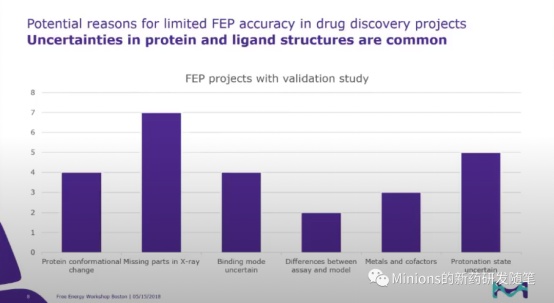 Potential reasons for limited FEP accuracy in drug discovery projects
Uncertainties in protein and ligand structures are common
FEP projects with validation study
8
7
6
5
4
3
2
1
0
Protein conformational change
Missing parts in X-ray
Binding mode uncertain
Differences between assay and model
Metals and cofactors
Protonation state uncertain
Minions的新药研发随笔
Free Energy Workshop Boston | 05/15/2018